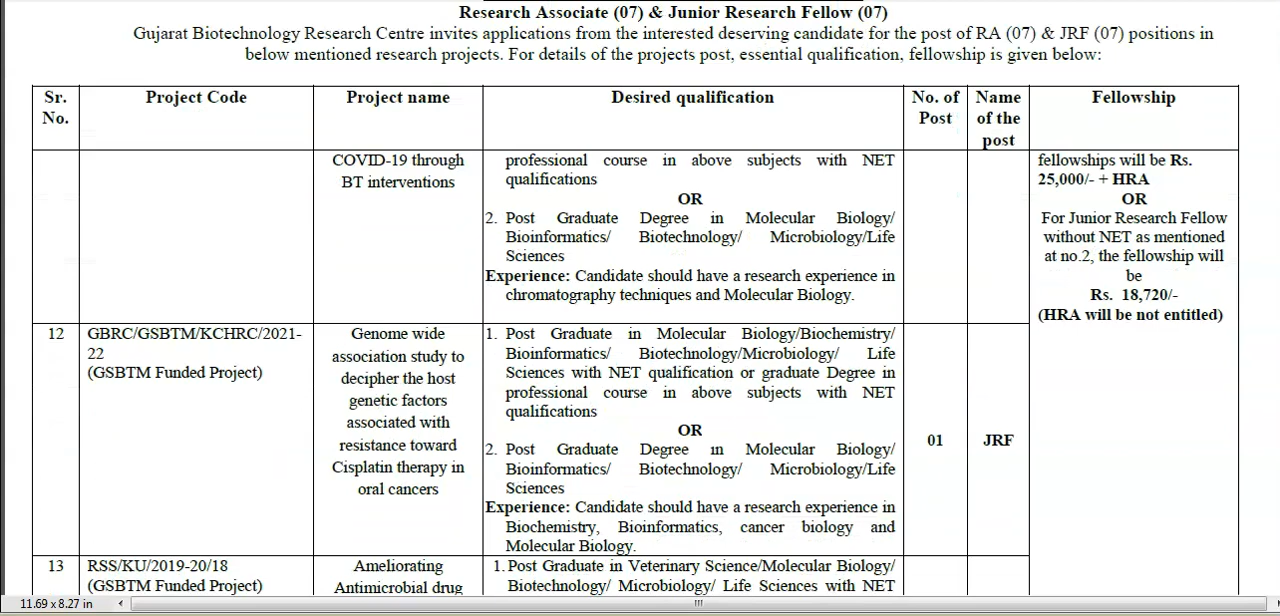 Research Associate (07) & Junior Research Fellow (07)
Gujarat Biotechnology Research Centre invites applications from the interested deserving candidate for the post of RA (07) & JRF (07) positions in
below mentioned research projects. For details of the projects post, essential qualification, fellowship is given below:
Sr. No.
Project Code
Project name
Desired qualification
No. of Post
Name of the post
Fellowship
COVID-19 through
BT interventions
professional course in above subjects with NET
qualifications
OR
2. Post Graduate Degree in Molecular Biology/
Bioinformatics/ Biotechnology/ Microbiology/Life
Sciences
Experience: Candidate should have a research experience in
chromatography techniques and Molecular Biology.
fellowships will be Rs.
25,000/- + HRA
OR
For Junior Research Fellow
without NET as mentioned
at no.2, the fellowship will
be
Rs. 18,720/-
(HRA will be not entitled)
12
GBRC/GSBTM/KCHRC/2021-
22
(GSBTM Funded Project)
Genome wide
association study to
decipher the host
genetic factors
associated with
resistance toward
Cisplatin therapy in
oral cancers
1. Post Graduate in Molecular Biology/Biochemistry/
Bioinformatics/ Biotechnology/Microbiology/ Life
Sciences with NET qualification or graduate Degree in
professional course in above subjects with NET
qualifications
OR
2. Post Graduate Degree in Molecular Biology/
Bioinformatics/ Biotechnology/ Microbiology/Life
Sciences
Experience: Candidate should have a research experience in
Biochemistry, Bioinformatics, cancer biology and
Molecular Biology.
01
JRF
13
RSS/KU/2019-20/18
(GSBTM Funded Project)
Ameliorating
Antimicrobial drug
1. Post Graduate in Veterinary Science/Molecular Biology/
Biotechnology/ Microbiology/ Life Sciences with NET
11.69 x 8.27 in